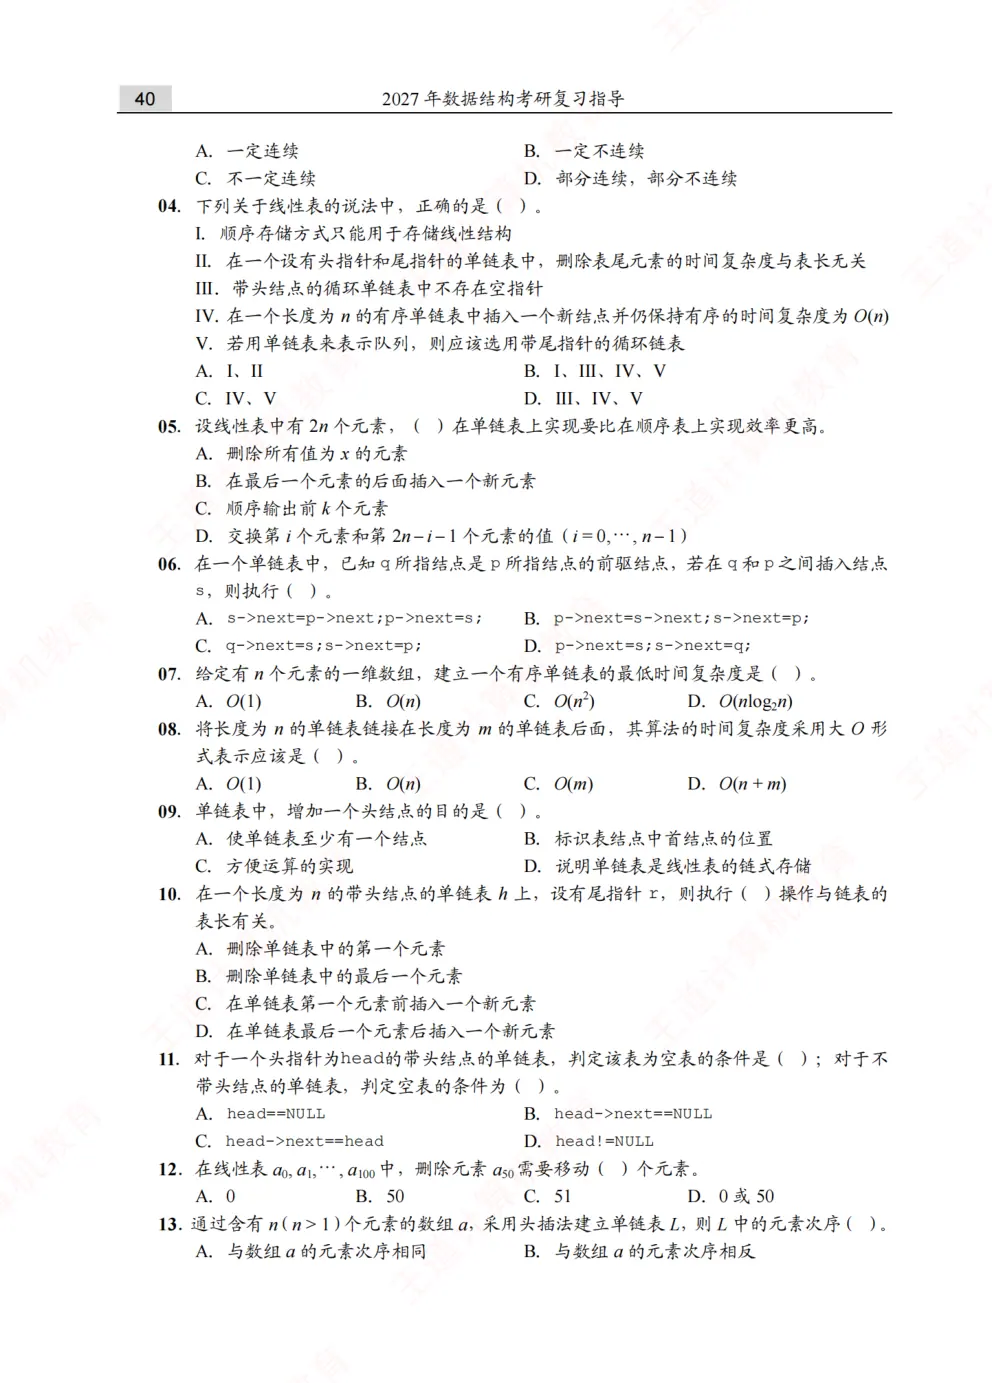 40
2027 年数据结构考研复习指导
A. 一定连续 B. 一定不连续
C. 不一定连续 D. 部分连续，部分不连续
04. 下列关于线性表的说法中，正确的是（ ）。
I. 顺序存储方式只能用于存储线性结构
II. 在一个设有头指针和尾指针的单链表中，删除表尾元素的时间复杂度与表长无关
III. 带头结点的循环单链表中不存在空指针
IV. 在一个长度为 n 的有序单链表中插入一个新结点并仍保持有序的时间复杂度为 O(n)
V. 若用单链表来表示队列，则应该选用带尾指针的循环链表
A. I、II B. I、III、IV、V
C. IV、V D. III、IV、V
05. 设线性表中有 2n 个元素，（ ）在单链表上实现要比在顺序表上实现效率更高。
A. 删除所有值为 x 的元素
B. 在最后一个元素的后面插入一个新元素
C. 顺序输出前 k 个元素
D. 交换第 i 个元素和第 2n−i−1 个元素的值（i = 0,⋯, n−1）
06. 在一个单链表中，已知 q 所指结点是 p 所指结点的前驱结点，若在 q 和 p 之间插入结点
s，则执行（ ）。
A. s->next=p->next;p->next=s; B. p->next=s->next;s->next=p;
C. q->next=s;s->next=p; D. p->next=s;s->next=q;
07. 给定有 n 个元素的一维数组，建立一个有序单链表的最低时间复杂度是（ ）。
A. O(1) B. O(n) C. O(n²) D. O(nlog₂n)
08. 将长度为 n 的单链表链接在长度为 m 的单链表后面，其算法的时间复杂度采用大 O 形
式表示应该是（ ）。
A. O(1) B. O(n) C. O(m) D. O(n + m)
09. 单链表中，增加一个头结点的目的是（ ）。
A. 使单链表至少有一个结点 B. 标识表结点中首结点的位置
C. 方便运算的实现 D. 说明单链表是线性表的链式存储
10. 在一个长度为 n 的带头结点的单链表 h 上，设有尾指针 r，则执行（ ）操作与链表的
表长有关。
A. 删除单链表中的第一个元素
B. 删除单链表中的最后一个元素
C. 在单链表第一个元素前插入一个新元素
D. 在单链表最后一个元素后插入一个新元素
11. 对于一个头指针为head的带头结点的单链表，判定该表为空表的条件是（ ）；对于不
带头结点的单链表，判定空表的条件为（ ）。
A. head==NULL B. head->next==NULL
C. head->next==head D. head!=NULL
12. 在线性表 a₀, a₁,⋯, a₁₀₀ 中，删除元素 a₅₀ 需要移动（ ）个元素。
A. 0 B. 50 C. 51 D. 0 或 50
13. 通过含有 n（n > 1）个元素的数组 a，采用头插法建立单链表 L，则 L 中的元素次序（ ）。
A. 与数组 a 的元素次序相同 B. 与数组 a 的元素次序相反
王道计算机教育